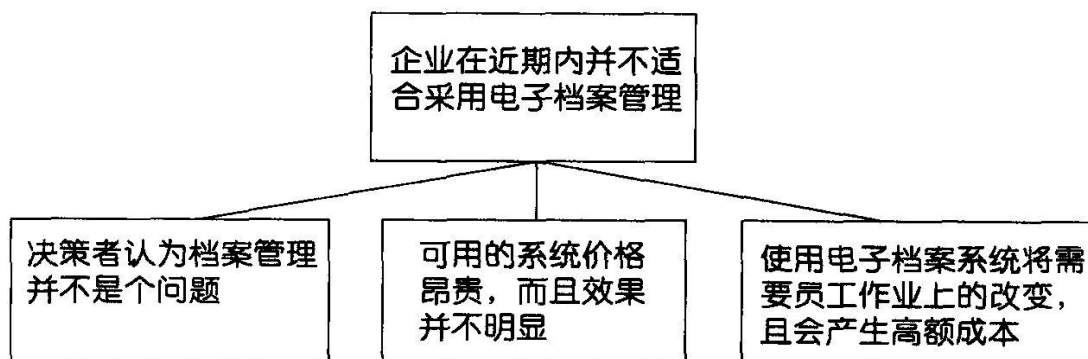 企业在近期内并不适
合采用电子档案管理
决策者认为档案管理
并不是个问题
可用的系统价格
昂贵，而且效果
并不明显
使用电子档案系统将需
要员工作业上的改变，
且会产生高额成本